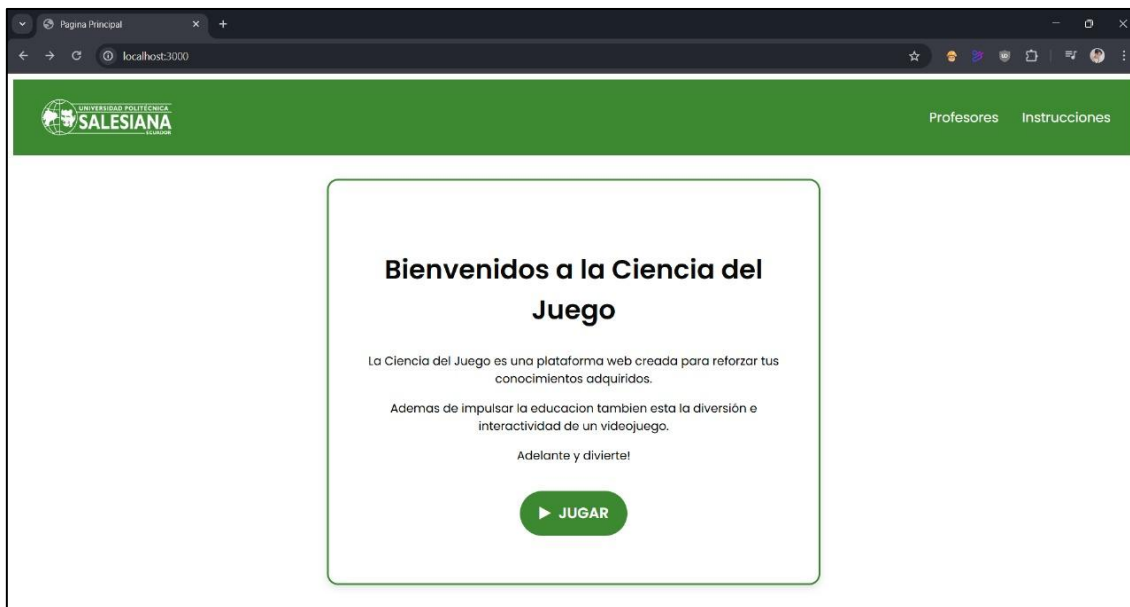 Pagina Principal
localhost:3000
UNIVERSIDAD POLITÉCNICA
SALESIANA
ECUADOR
Profesores Instrucciones
Bienvenidos a la Ciencia del
Juego
La Ciencia del Juego es una plataforma web creada para reforzar tus
conocimientos adquiridos.
Ademas de impulsar la educacion tambien esta la diversión e
interactividad de un videojuego.
Adelante y divierte!
JUGAR